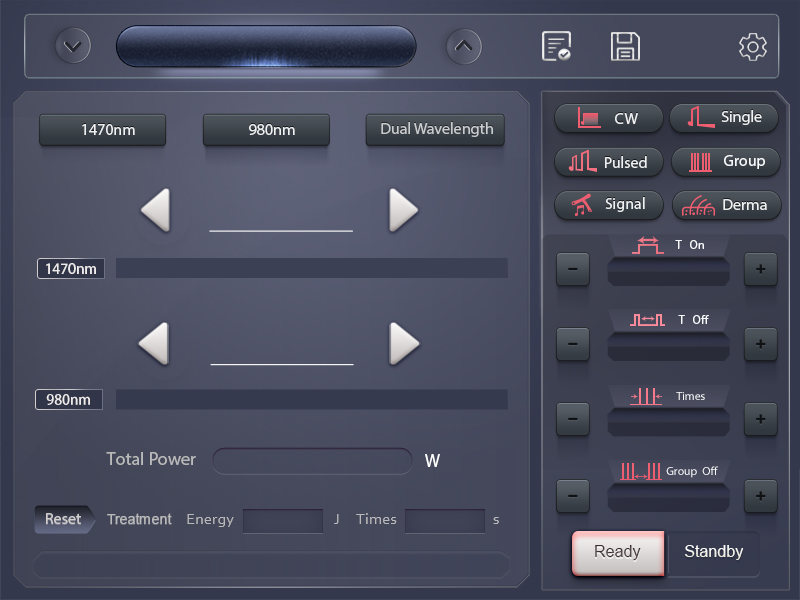 1470nm 980nm Dual Wavelength
CW Single
Pulsed Group
Signal Derma
T On
1470nm
T Off
980nm
Times
Total Power W
Group Off
Reset Treatment Energy J Times s
Ready Standby